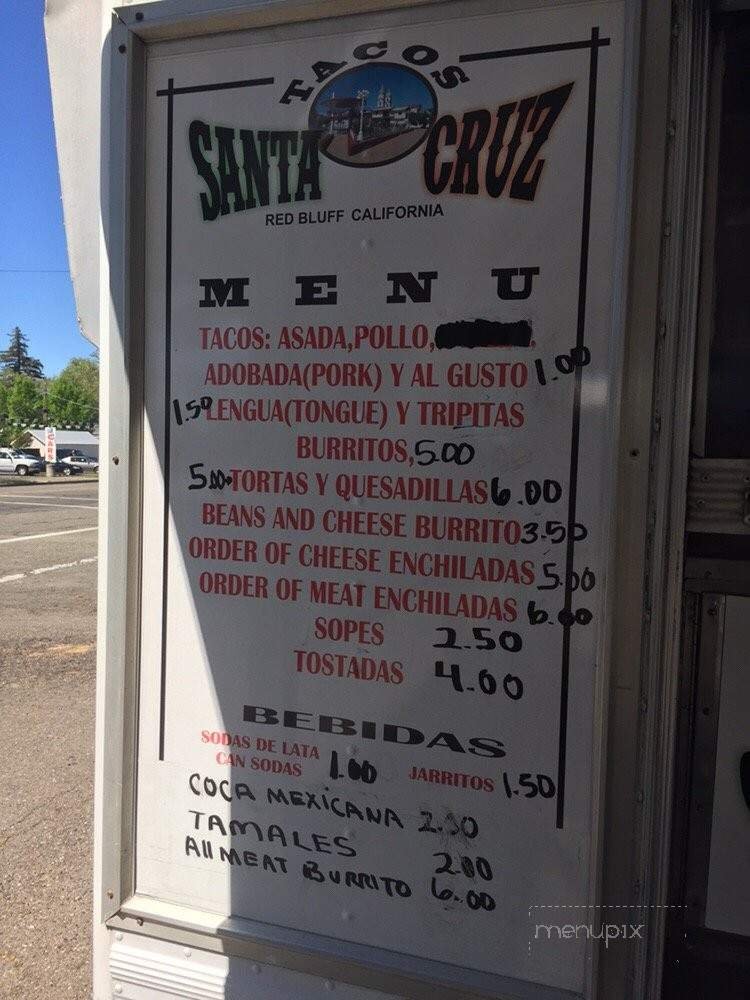 TACOS
SANTA CRUZ
RED BLUFF CALIFORNIA
MENU
TACOS: ASADA,POLLO,
ADOBADA(PORK) Y AL GUSTO 1.00
1.50 LENGUA(TONGUE) Y TRIPITAS
BURRITOS, 5.00
5.00 TORTAS Y QUESADILLAS 6.00
BEANS AND CHEESE BURRITO 3.50
ORDER OF CHEESE ENCHILADAS 5.00
ORDER OF MEAT ENCHILADAS 6.00
SOPES 2.50
TOSTADAS 4.00
BEBIDAS
SODAS DE LATA
CAN SODAS 1.00 JARRITOS 1.50
COCA MEXICANA 2.50
TAMALES 2.00
All MEAT BURRITO 6.00
CARS
menupix